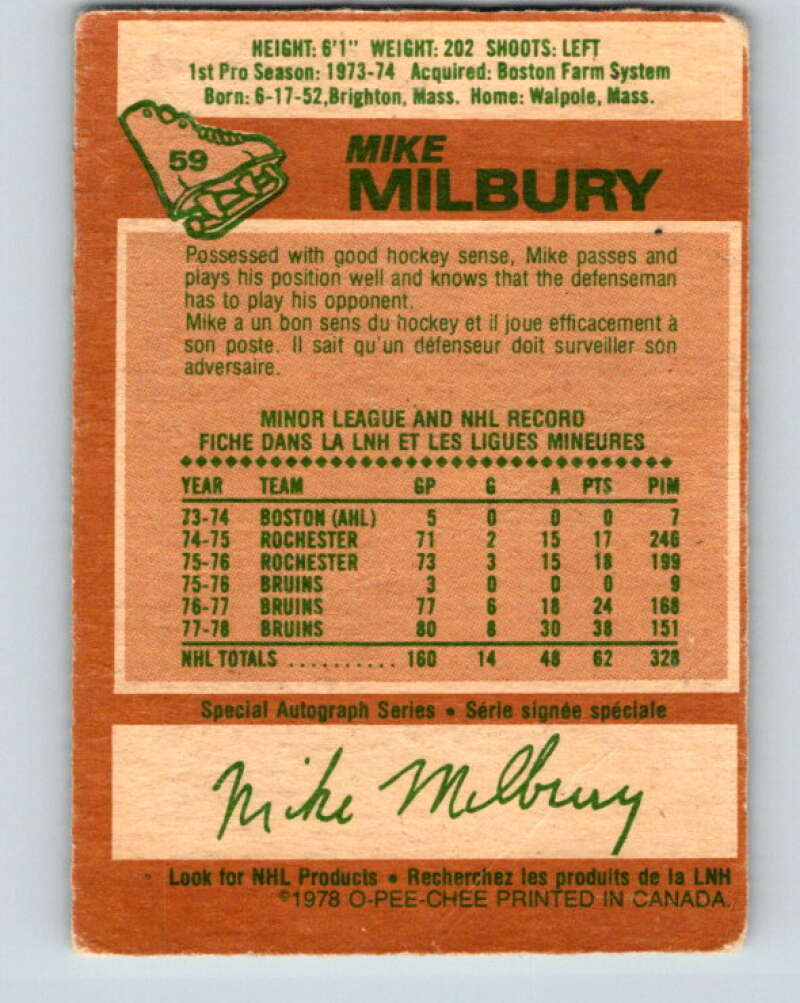 HEIGHT: 6'1" WEIGHT: 202 SHOOTS: LEFT
1st Pro Season: 1973-74 Acquired: Boston Farm System
Born: 6-17-52, Brighton, Mass. Home: Walpole, Mass.
59
MIKE
MILBURY
Possessed with good hockey sense, Mike passes and
plays his position well and knows that the defenseman
has to play his opponent.
Mike a un bon sens du hockey et il joue efficacement à
son poste. Il sait qu'un défenseur doit surveiller son
adversaire.
MINOR LEAGUE AND NHL RECORD
FICHE DANS LA LNH ET LES LIGUES MINEURES
YEAR TEAM GP G A PTS PIM
73-74 BOSTON (AHL) 5 0 0 0 7
74-75 ROCHESTER 71 2 15 17 246
75-76 ROCHESTER 73 3 15 18 199
75-76 BRUINS 3 0 0 0 9
76-77 BRUINS 77 6 18 24 168
77-78 BRUINS 80 8 30 38 151
NHL TOTALS .......... 160 14 48 62 328
Special Autograph Series • Série signée spéciale
Mike Milbury
Look for NHL Products • Recherchez les produits de la LNH
©1978 O-PEE-CHEE PRINTED IN CANADA.